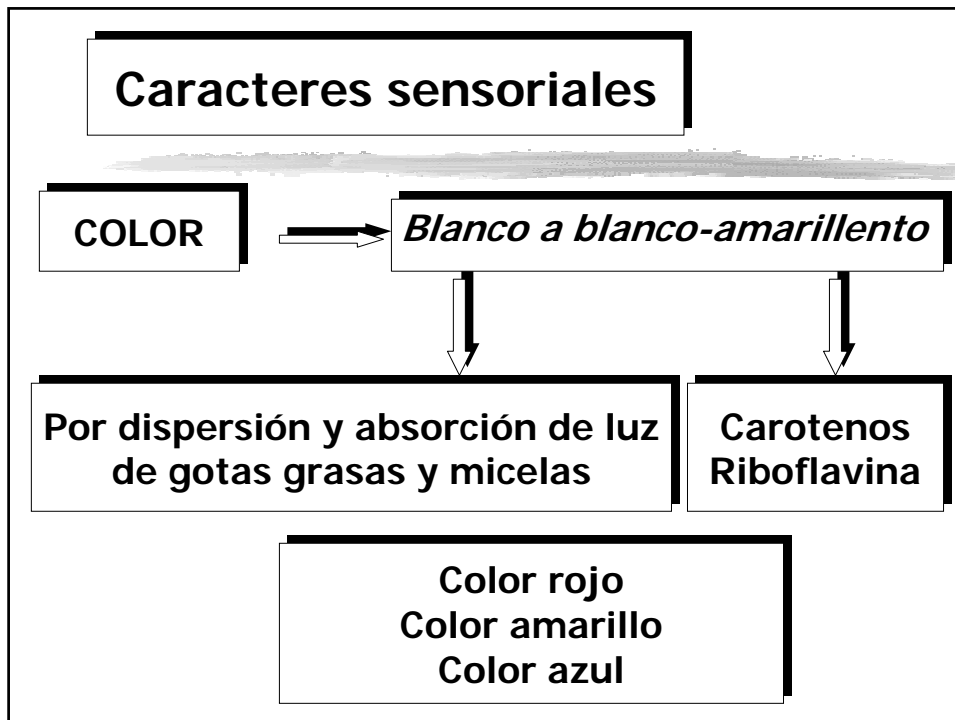 Caracteres sensoriales
COLOR
Blanco a blanco-amarillento
Por dispersión y absorción de luz
de gotas grasas y micelas
Carotenos
Riboflavina
Color rojo
Color amarillo
Color azul